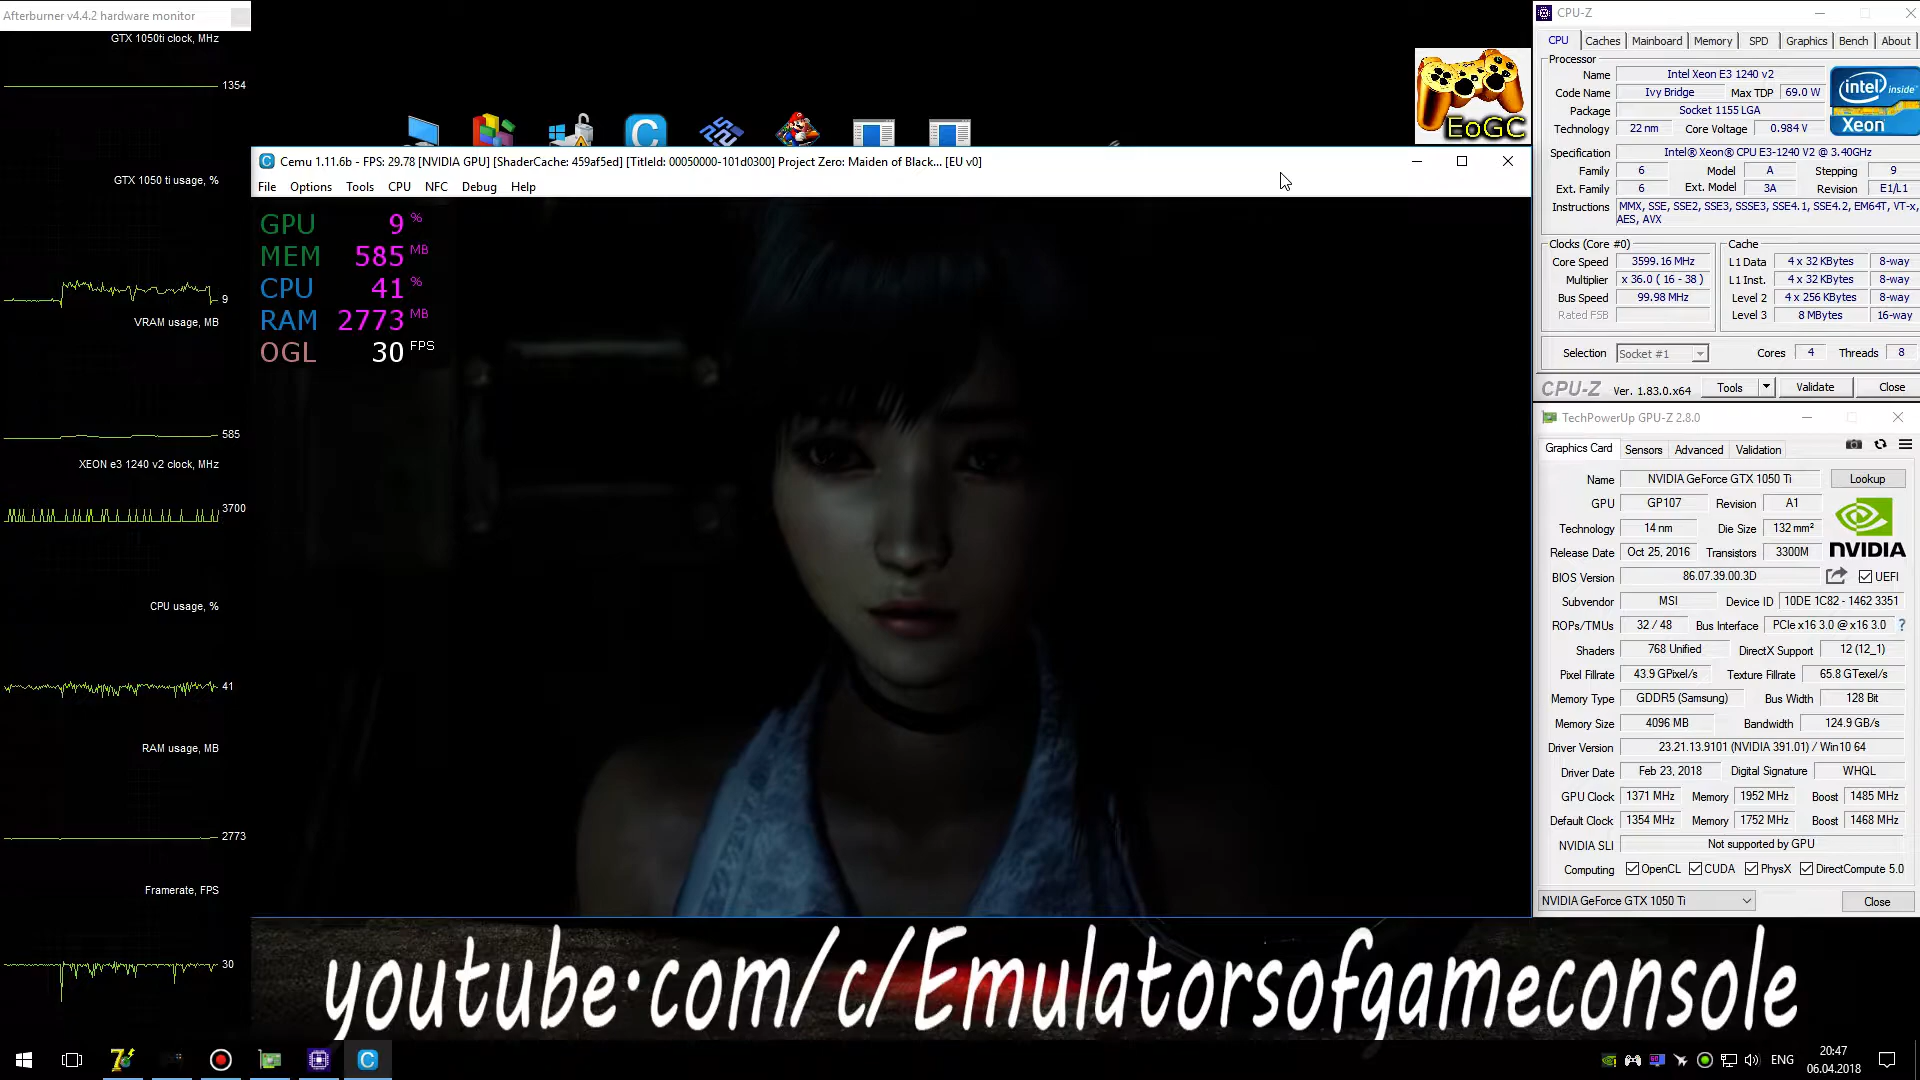 Afterburner v4.4.2 hardware monitor
GTX 1050ti clock, MHz
1354
GTX 1050 ti usage, %
9
VRAM usage, MB
585
XEON e3 1240 v2 clock, MHz
3700
CPU usage, %
41
RAM usage, MB
2773
Framerate, FPS
30
EoGC
Cemu 1.11.6b - FPS: 29.78 [NVIDIA GPU] [ShaderCache: 459af5ed] [TitleId: 00050000-101d0300] Project Zero: Maiden of Black... [EU v0]
File Options Tools CPU NFC Debug Help
GPU 9 %
MEM 585 MB
CPU 41 %
RAM 2773 MB
OGL 30 FPS
CPU-Z
CPU Caches Mainboard Memory SPD Graphics Bench About
Processor
Name Intel Xeon E3 1240 v2
Code Name Ivy Bridge Max TDP 69.0 W
Package Socket 1155 LGA
Technology 22 nm Core Voltage 0.984 V
intel inside
Xeon
Specification Intel® Xeon® CPU E3-1240 V2 @ 3.40GHz
Family 6 Model A Stepping 9
Ext. Family 6 Ext. Model 3A Revision E1/L1
Instructions MMX, SSE, SSE2, SSE3, SSSE3, SSE4.1, SSE4.2, EM64T, VT-x,
AES, AVX
Clocks (Core #0) Cache
Core Speed 3599.16 MHz L1 Data 4 x 32 KBytes 8-way
Multiplier x 36.0 ( 16 - 38 ) L1 Inst. 4 x 32 KBytes 8-way
Bus Speed 99.98 MHz Level 2 4 x 256 KBytes 8-way
Rated FSB Level 3 8 MBytes 16-way
Selection Socket #1 Cores 4 Threads 8
CPU-Z Ver. 1.83.0.x64 Tools Validate Close
TechPowerUp GPU-Z 2.8.0
Graphics Card Sensors Advanced Validation
Name NVIDIA GeForce GTX 1050 Ti Lookup
GPU GP107 Revision A1
Technology 14 nm Die Size 132 mm²
Release Date Oct 25, 2016 Transistors 3300M
NVIDIA
BIOS Version 86.07.39.00.3D UEFI
Subvendor MSI Device ID 10DE 1C82 - 1462 3351
ROPs/TMUs 32 / 48 Bus Interface PCIe x16 3.0 @ x16 3.0 ?
Shaders 768 Unified DirectX Support 12 (12_1)
Pixel Fillrate 43.9 GPixel/s Texture Fillrate 65.8 GTexel/s
Memory Type GDDR5 (Samsung) Bus Width 128 Bit
Memory Size 4096 MB Bandwidth 124.9 GB/s
Driver Version 23.21.13.9101 (NVIDIA 391.01) / Win10 64
Driver Date Feb 23, 2018 Digital Signature WHQL
GPU Clock 1371 MHz Memory 1952 MHz Boost 1485 MHz
Default Clock 1354 MHz Memory 1752 MHz Boost 1468 MHz
NVIDIA SLI Not supported by GPU
Computing OpenCL CUDA PhysX DirectCompute 5.0
NVIDIA GeForce GTX 1050 Ti Close
youtube.com/c/Emulatorsofgameconsole
ENG
20:47
06.04.2018